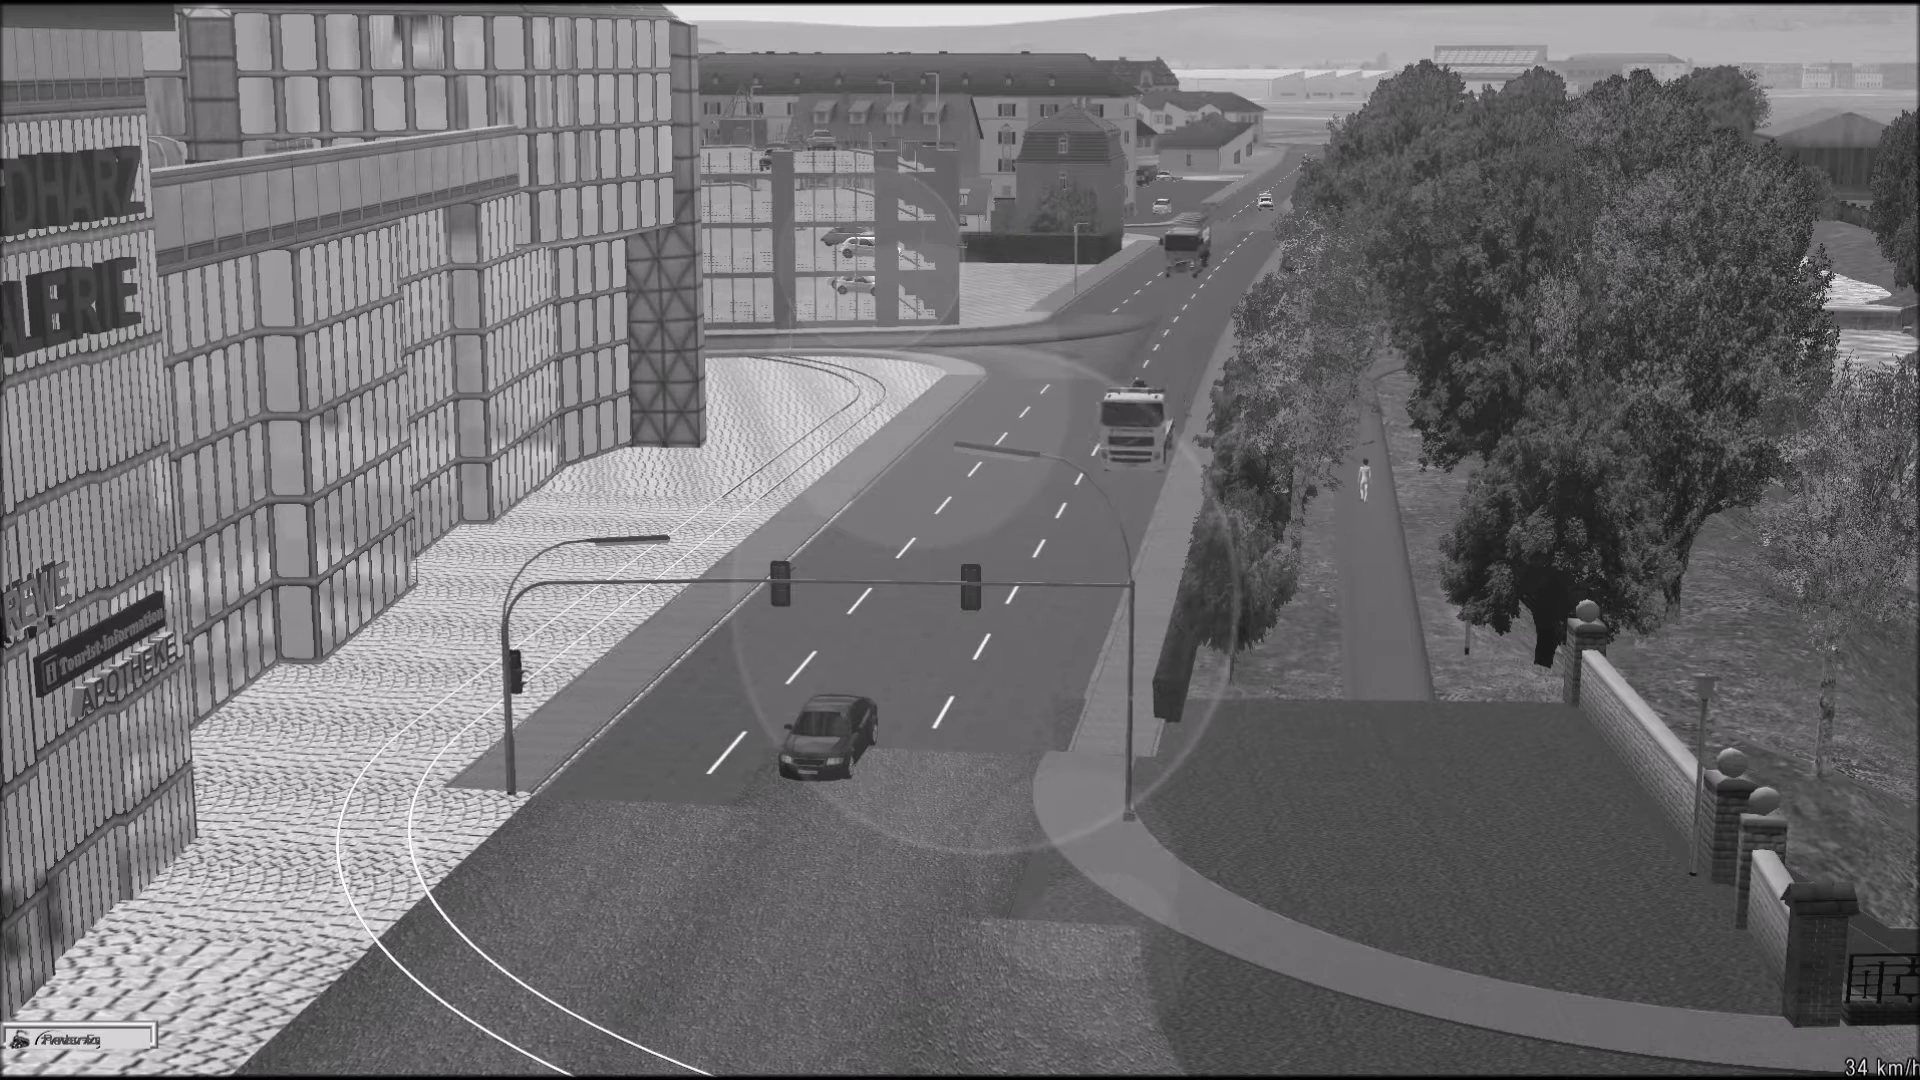 DHARZ
ALERIE
REWE
i Tourist-Information
APOTHEKE
34 km/h